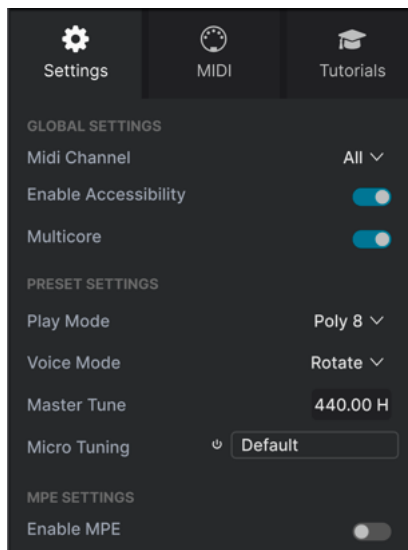 Settings MIDI Tutorials
GLOBAL SETTINGS
Midi Channel All
Enable Accessibility
Multicore
PRESET SETTINGS
Play Mode Poly 8
Voice Mode Rotate
Master Tune 440.00 H
Micro Tuning Default
MPE SETTINGS
Enable MPE